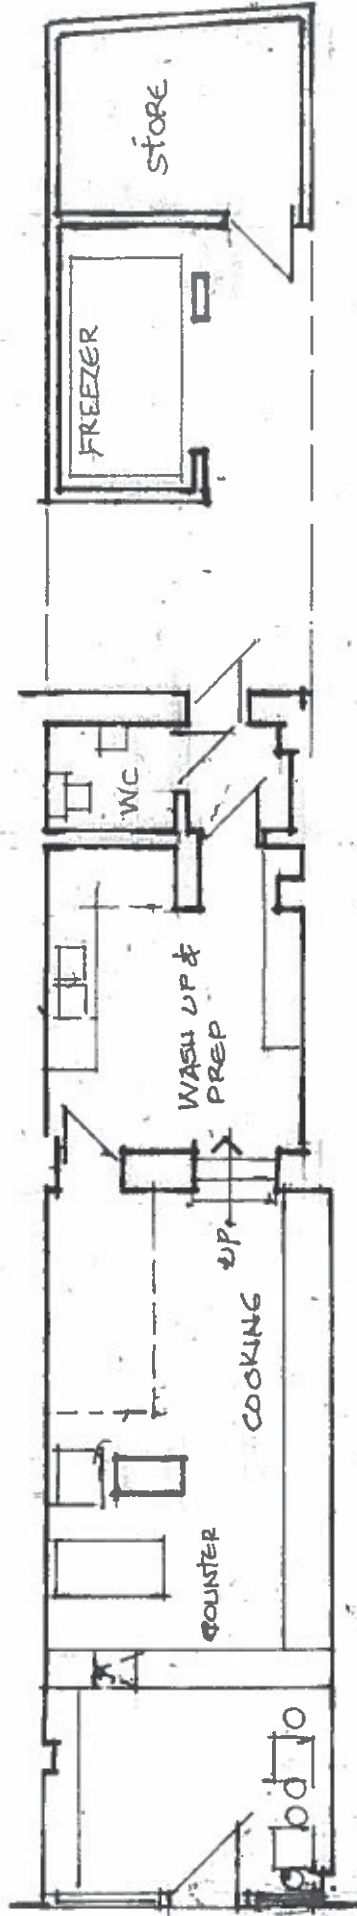 STORE
FREEZER
WC
WASH UP &
PREP
UP.
COOKING
COUNTER